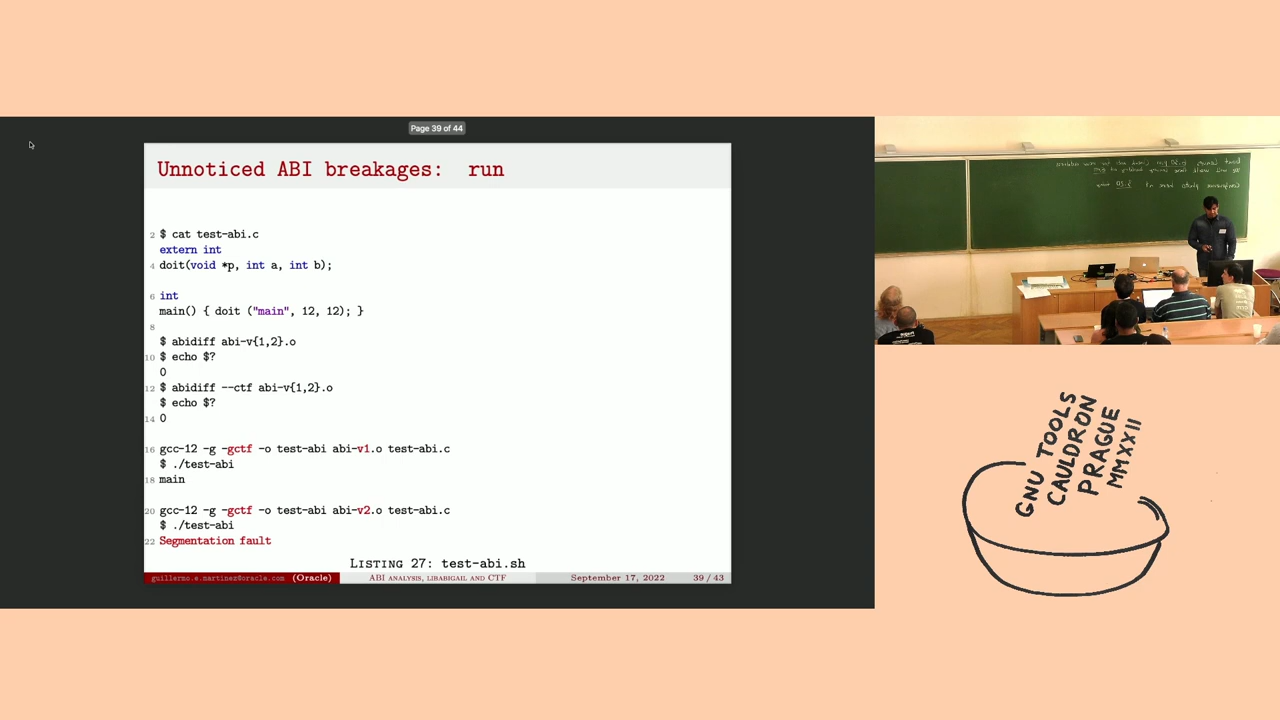 Page 39 of 44
Unnoticed ABI breakages: run
2 $ cat test-abi.c
extern int
4 doit(void *p, int a, int b);
6 int
main() { doit ("main", 12, 12); }
8
$ abidiff abi-v{1,2}.o
10 $ echo $?
0
12 $ abidiff --ctf abi-v{1,2}.o
$ echo $?
14 0
16 gcc-12 -g -gctf -o test-abi abi-v1.o test-abi.c
$ ./test-abi
18 main
20 gcc-12 -g -gctf -o test-abi abi-v2.o test-abi.c
$ ./test-abi
22 Segmentation fault
Listing 27: test-abi.sh
guillermo.e.martinez@oracle.com (Oracle) ABI analysis, libabigail and CTF September 17, 2022 39 / 43
GNU TOOLS
CAULDRON
PRAGUE
MMXXII